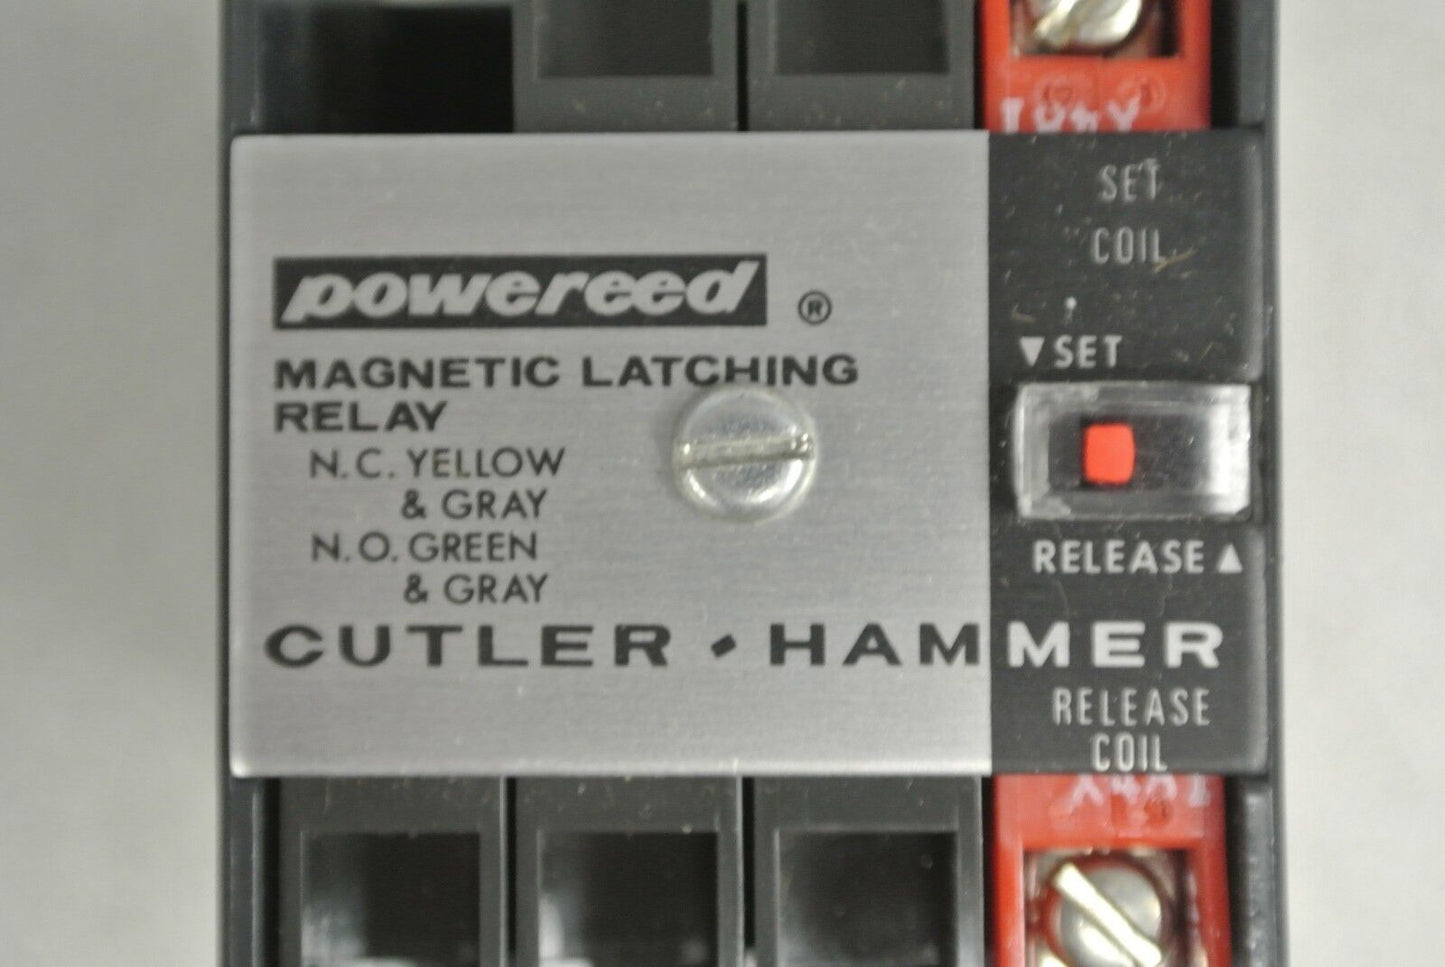 SET
COIL
powereed ®
▼SET
MAGNETIC LATCHING
RELAY
N.C. YELLOW
& GRAY
N.O. GREEN
& GRAY
RELEASE▲
CUTLER • HAMMER
RELEASE
COIL